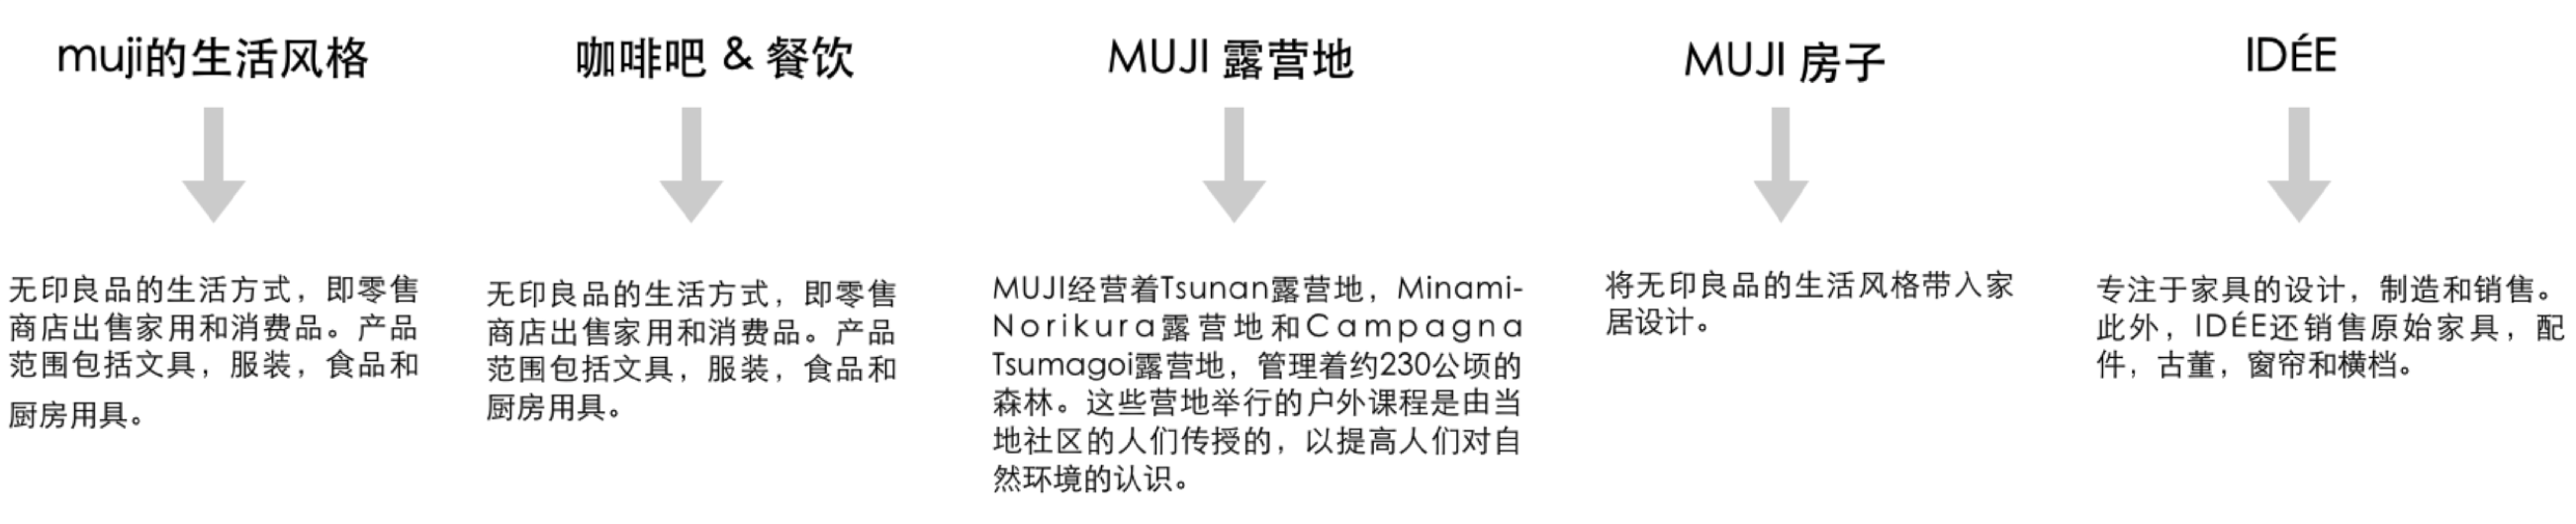 muji的生活风格
无印良品的生活方式，即零售
商店出售家用和消费品。产品
范围包括文具，服装，食品和
厨房用具。
咖啡吧 & 餐饮
无印良品的生活方式，即零售
商店出售家用和消费品。产品
范围包括文具，服装，食品和
厨房用具。
MUJI 露营地
MUJI经营着Tsunan露营地，Minami-
Norikura露营地和Campagna
Tsumagoi露营地，管理着约230公顷的
森林。这些营地举行的户外课程是由当
地社区的人们传授的，以提高人们对自
然环境的认识。
MUJI 房子
将无印良品的生活风格带入家
居设计。
IDÉE
专注于家具的设计，制造和销售。
此外，IDÉE还销售原始家具，配
件，古董，窗帘和横档。